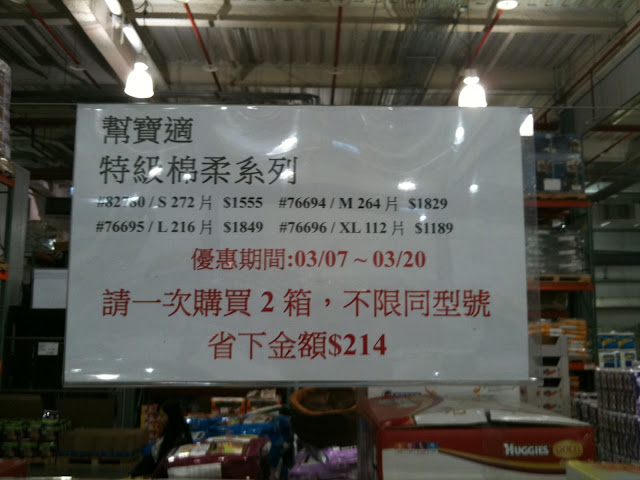 幫寶適
特級棉柔系列
#82780 / S 272 片 $1555 #76694 / M 264 片 $1829
#76695 / L 216 片 $1849 #76696 / XL 112 片 $1189
優惠期間:03/07 ~ 03/20
請一次購買 2 箱，不限同型號
省下金額$214
HUGGIES GOLD